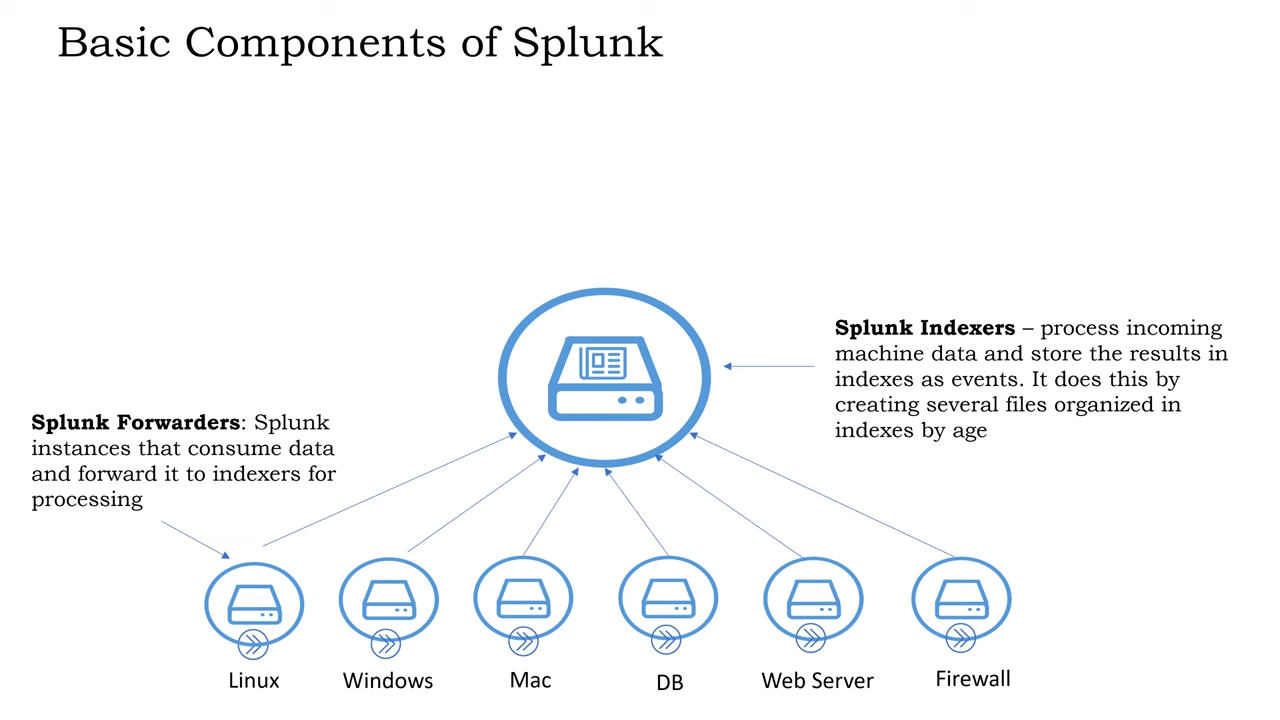 Basic Components of Splunk
Splunk Indexers – process incoming
machine data and store the results in
indexes as events. It does this by
creating several files organized in
indexes by age
Splunk Forwarders: Splunk
instances that consume data
and forward it to indexers for
processing
Linux
Windows
Mac
DB
Web Server
Firewall